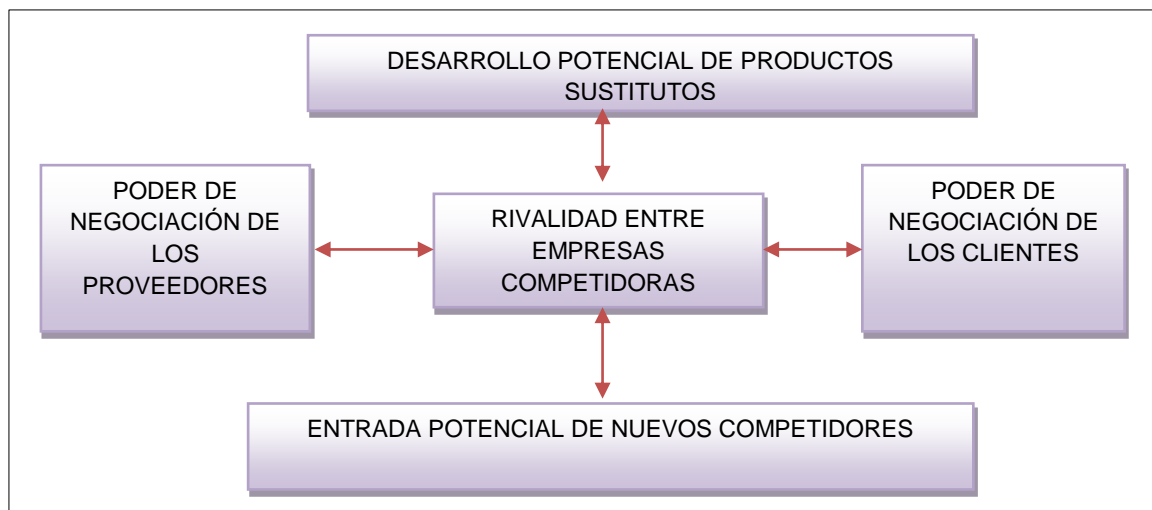 DESARROLLO POTENCIAL DE PRODUCTOS
SUSTITUTOS
PODER DE
NEGOCIACIÓN DE
LOS
PROVEEDORES
RIVALIDAD ENTRE
EMPRESAS
COMPETIDORAS
PODER DE
NEGOCIACIÓN DE
LOS CLIENTES
ENTRADA POTENCIAL DE NUEVOS COMPETIDORES